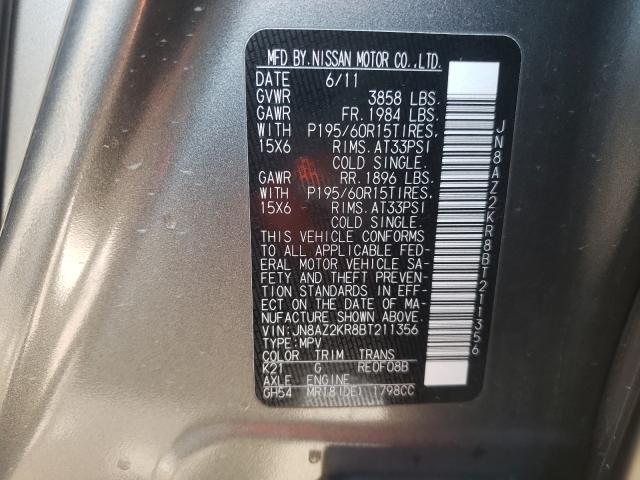 MFD BY.NISSAN MOTOR CO.,LTD.
DATE 6/11
GVWR 3858 LBS.
GAWR FR. 1984 LBS.
WITH P195/60R15TIRES,
15X6 RIMS.AT33PSI
COLD SINGLE.
GAWR RR. 1896 LBS.
WITH P195/60R15TIRES,
15X6 RIMS.AT33PSI
COLD SINGLE.
THIS VEHICLE CONFORMS
TO ALL APPLICABLE FED-
ERAL MOTOR VEHICLE SA-
FETY AND THEFT PREVEN-
TION STANDARDS IN EFF-
ECT ON THE DATE OF MA-
NUFACTURE SHOWN ABOVE.
VIN:JN8AZ2KR8BT211356
TYPE:MPV
COLOR TRIM TRANS
K21 G RE0F08B
AXLE ENGINE
GH54 MR18(DE) 1798CC
JN8AZ2KR8BT211356